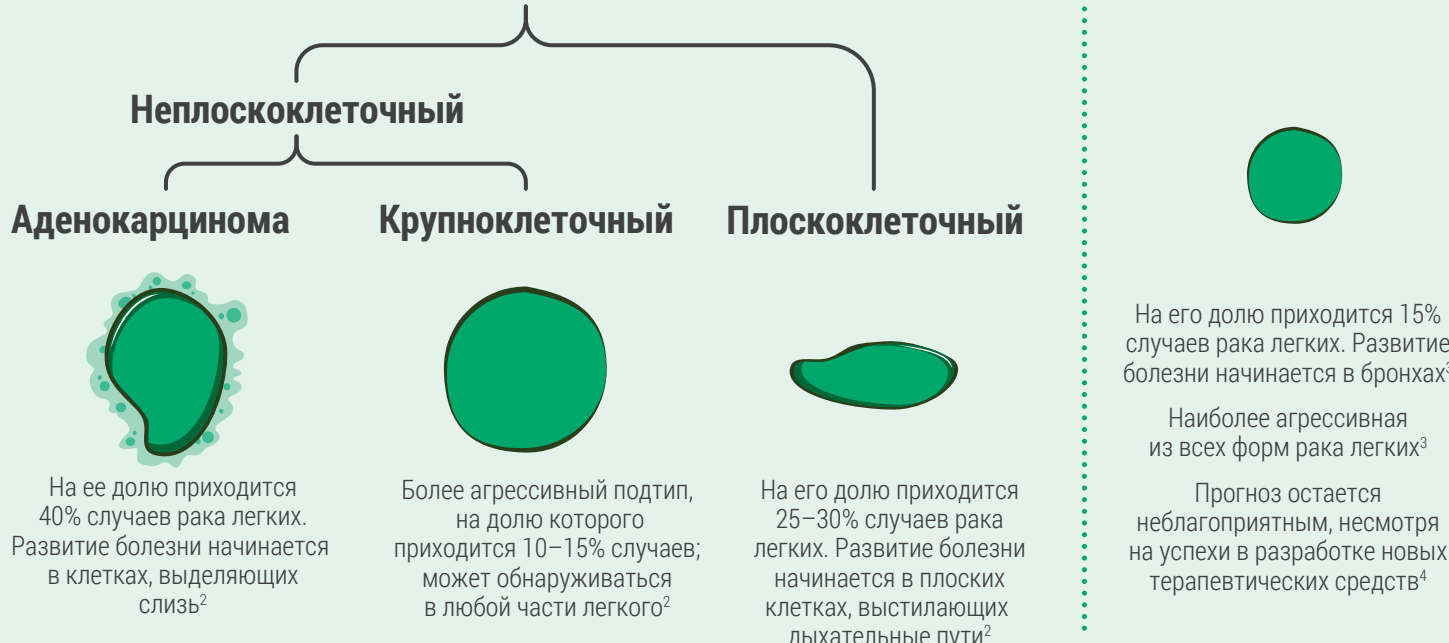 Неплоскоклеточный
Аденокарцинома
Крупноклеточный
Плоскоклеточный
На ее долю приходится
40% случаев рака легких.
Развитие болезни начинается
в клетках, выделяющих
слизь²
Более агрессивный подтип,
на долю которого
приходится 10–15% случаев;
может обнаруживаться
в любой части легкого²
На его долю приходится
25–30% случаев рака
легких. Развитие болезни
начинается в плоских
клетках, выстилающих
дыхательные пути²
На его долю приходится 15%
случаев рака легких. Развитие
болезни начинается в бронхах³
Наиболее агрессивная
из всех форм рака легких³
Прогноз остается
неблагоприятным, несмотря
на успехи в разработке новых
терапевтических средств⁴